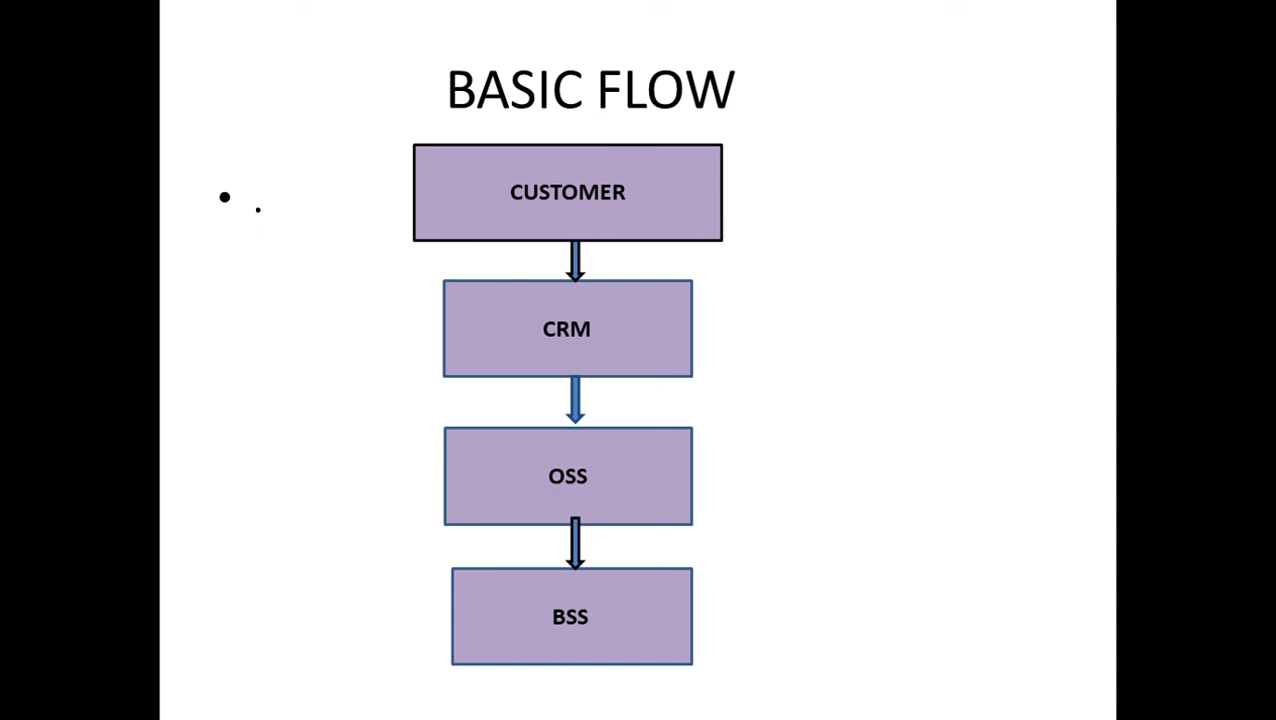 BASIC FLOW
• .
CUSTOMER
CRM
OSS
BSS